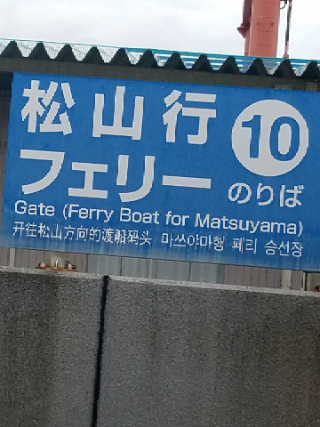 松山行
フェリー のりば 10
Gate (Ferry Boat for Matsuyama)
开往松山方向的渡船码头 마쓰야마행 페리 승선장